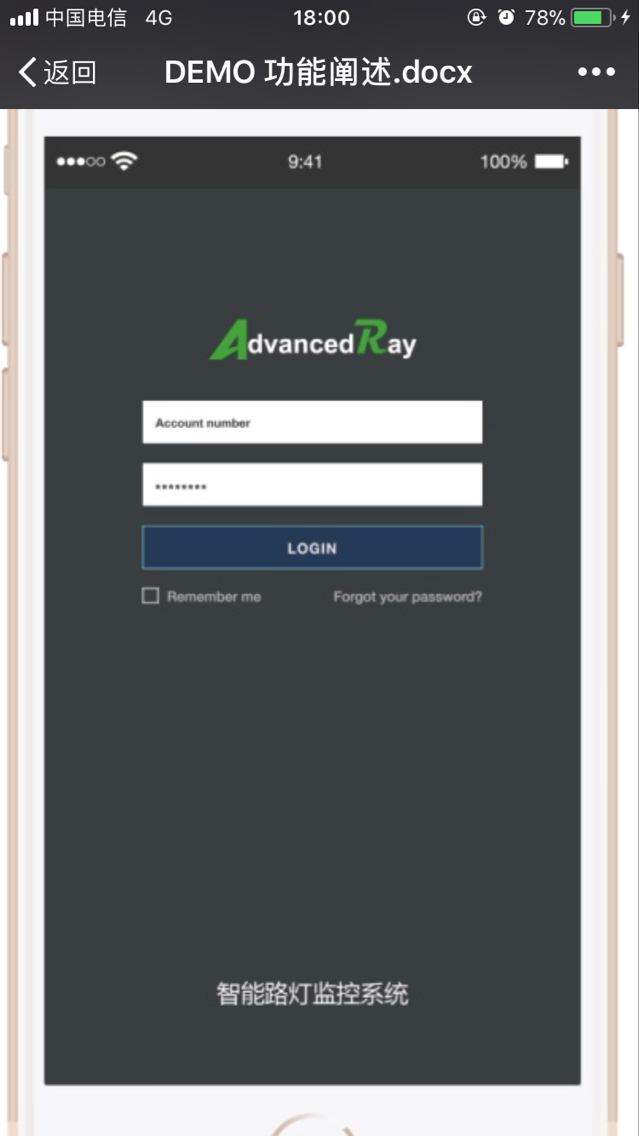 中国电信 4G 18:00 78%
返回 DEMO 功能阐述.docx
9:41 100%
AdvancedRay
Account number
********
LOGIN
Remember me Forgot your password?
智能路灯监控系统